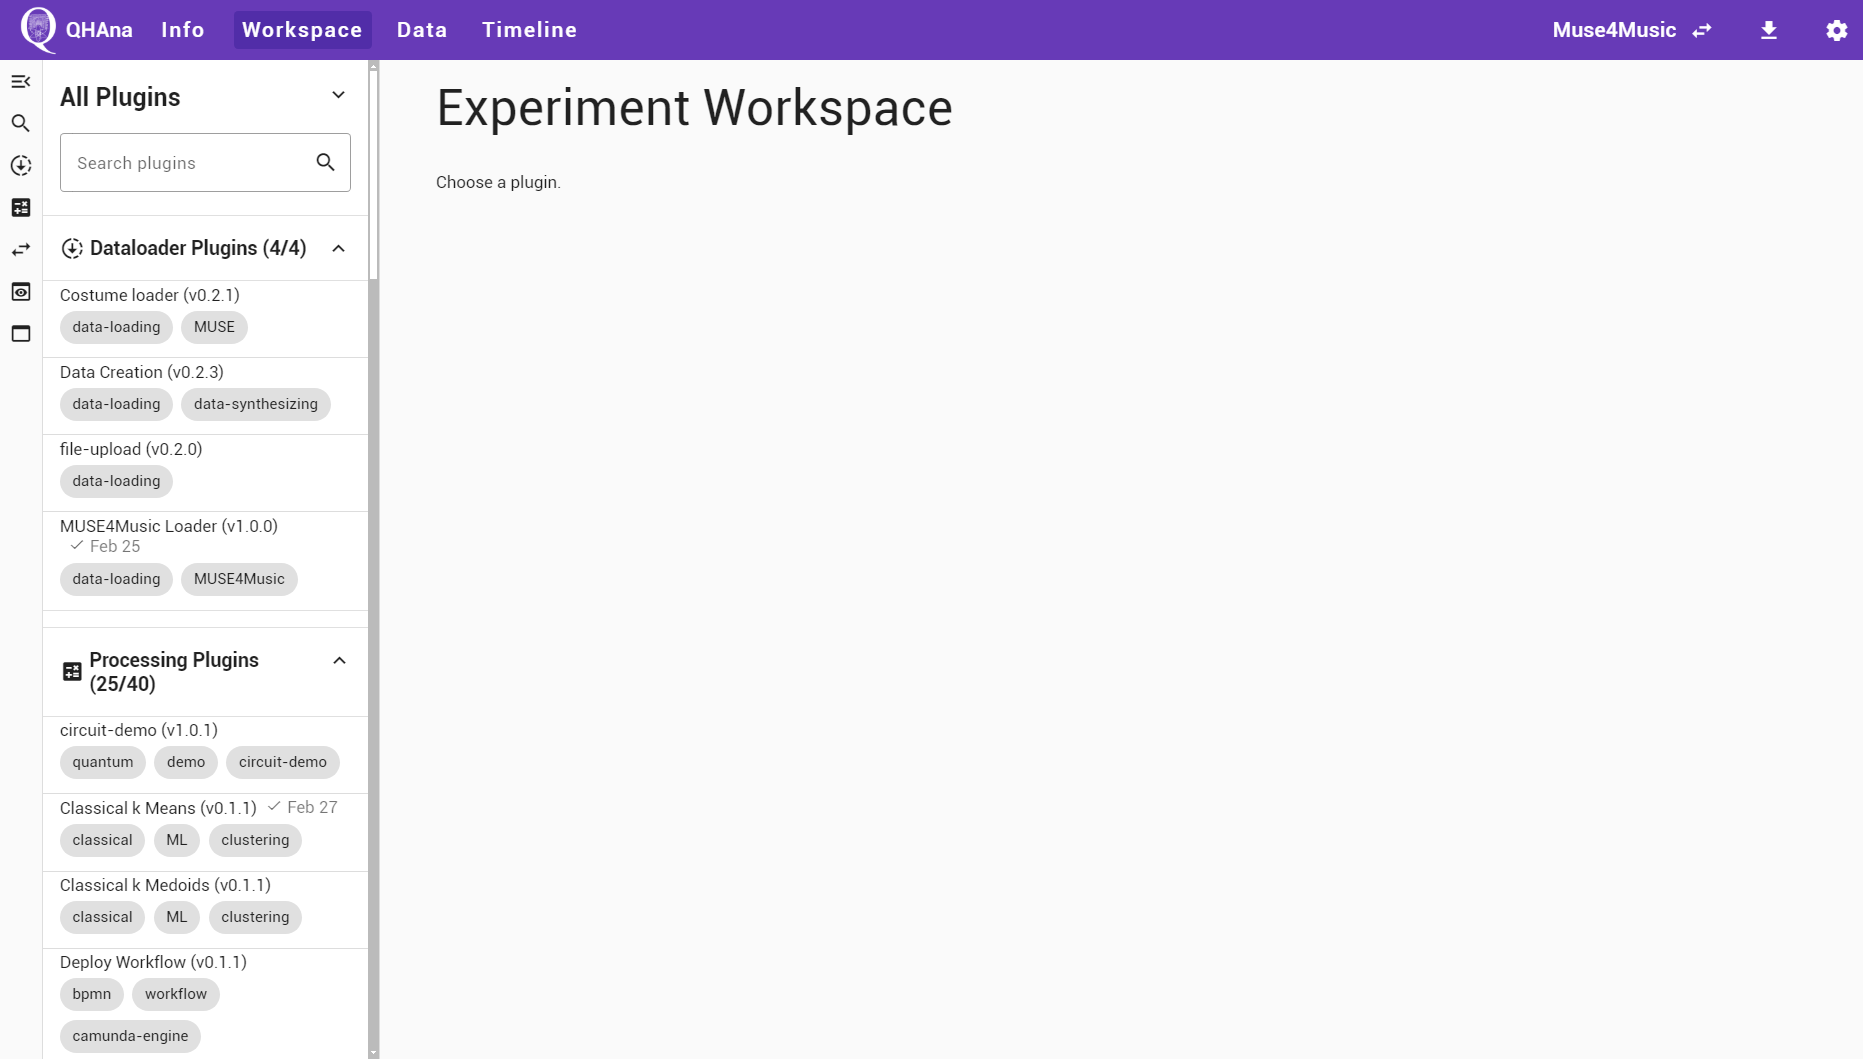 QHAna Info Workspace Data Timeline Muse4Music
All Plugins
Search plugins
Dataloader Plugins (4/4)
Costume loader (v0.2.1)
data-loading MUSE
Data Creation (v0.2.3)
data-loading data-synthesizing
file-upload (v0.2.0)
data-loading
MUSE4Music Loader (v1.0.0)
Feb 25
data-loading MUSE4Music
Processing Plugins
(25/40)
circuit-demo (v1.0.1)
quantum demo circuit-demo
Classical k Means (v0.1.1) Feb 27
classical ML clustering
Classical k Medoids (v0.1.1)
classical ML clustering
Deploy Workflow (v0.1.1)
bpmn workflow
camunda-engine
Experiment Workspace
Choose a plugin.